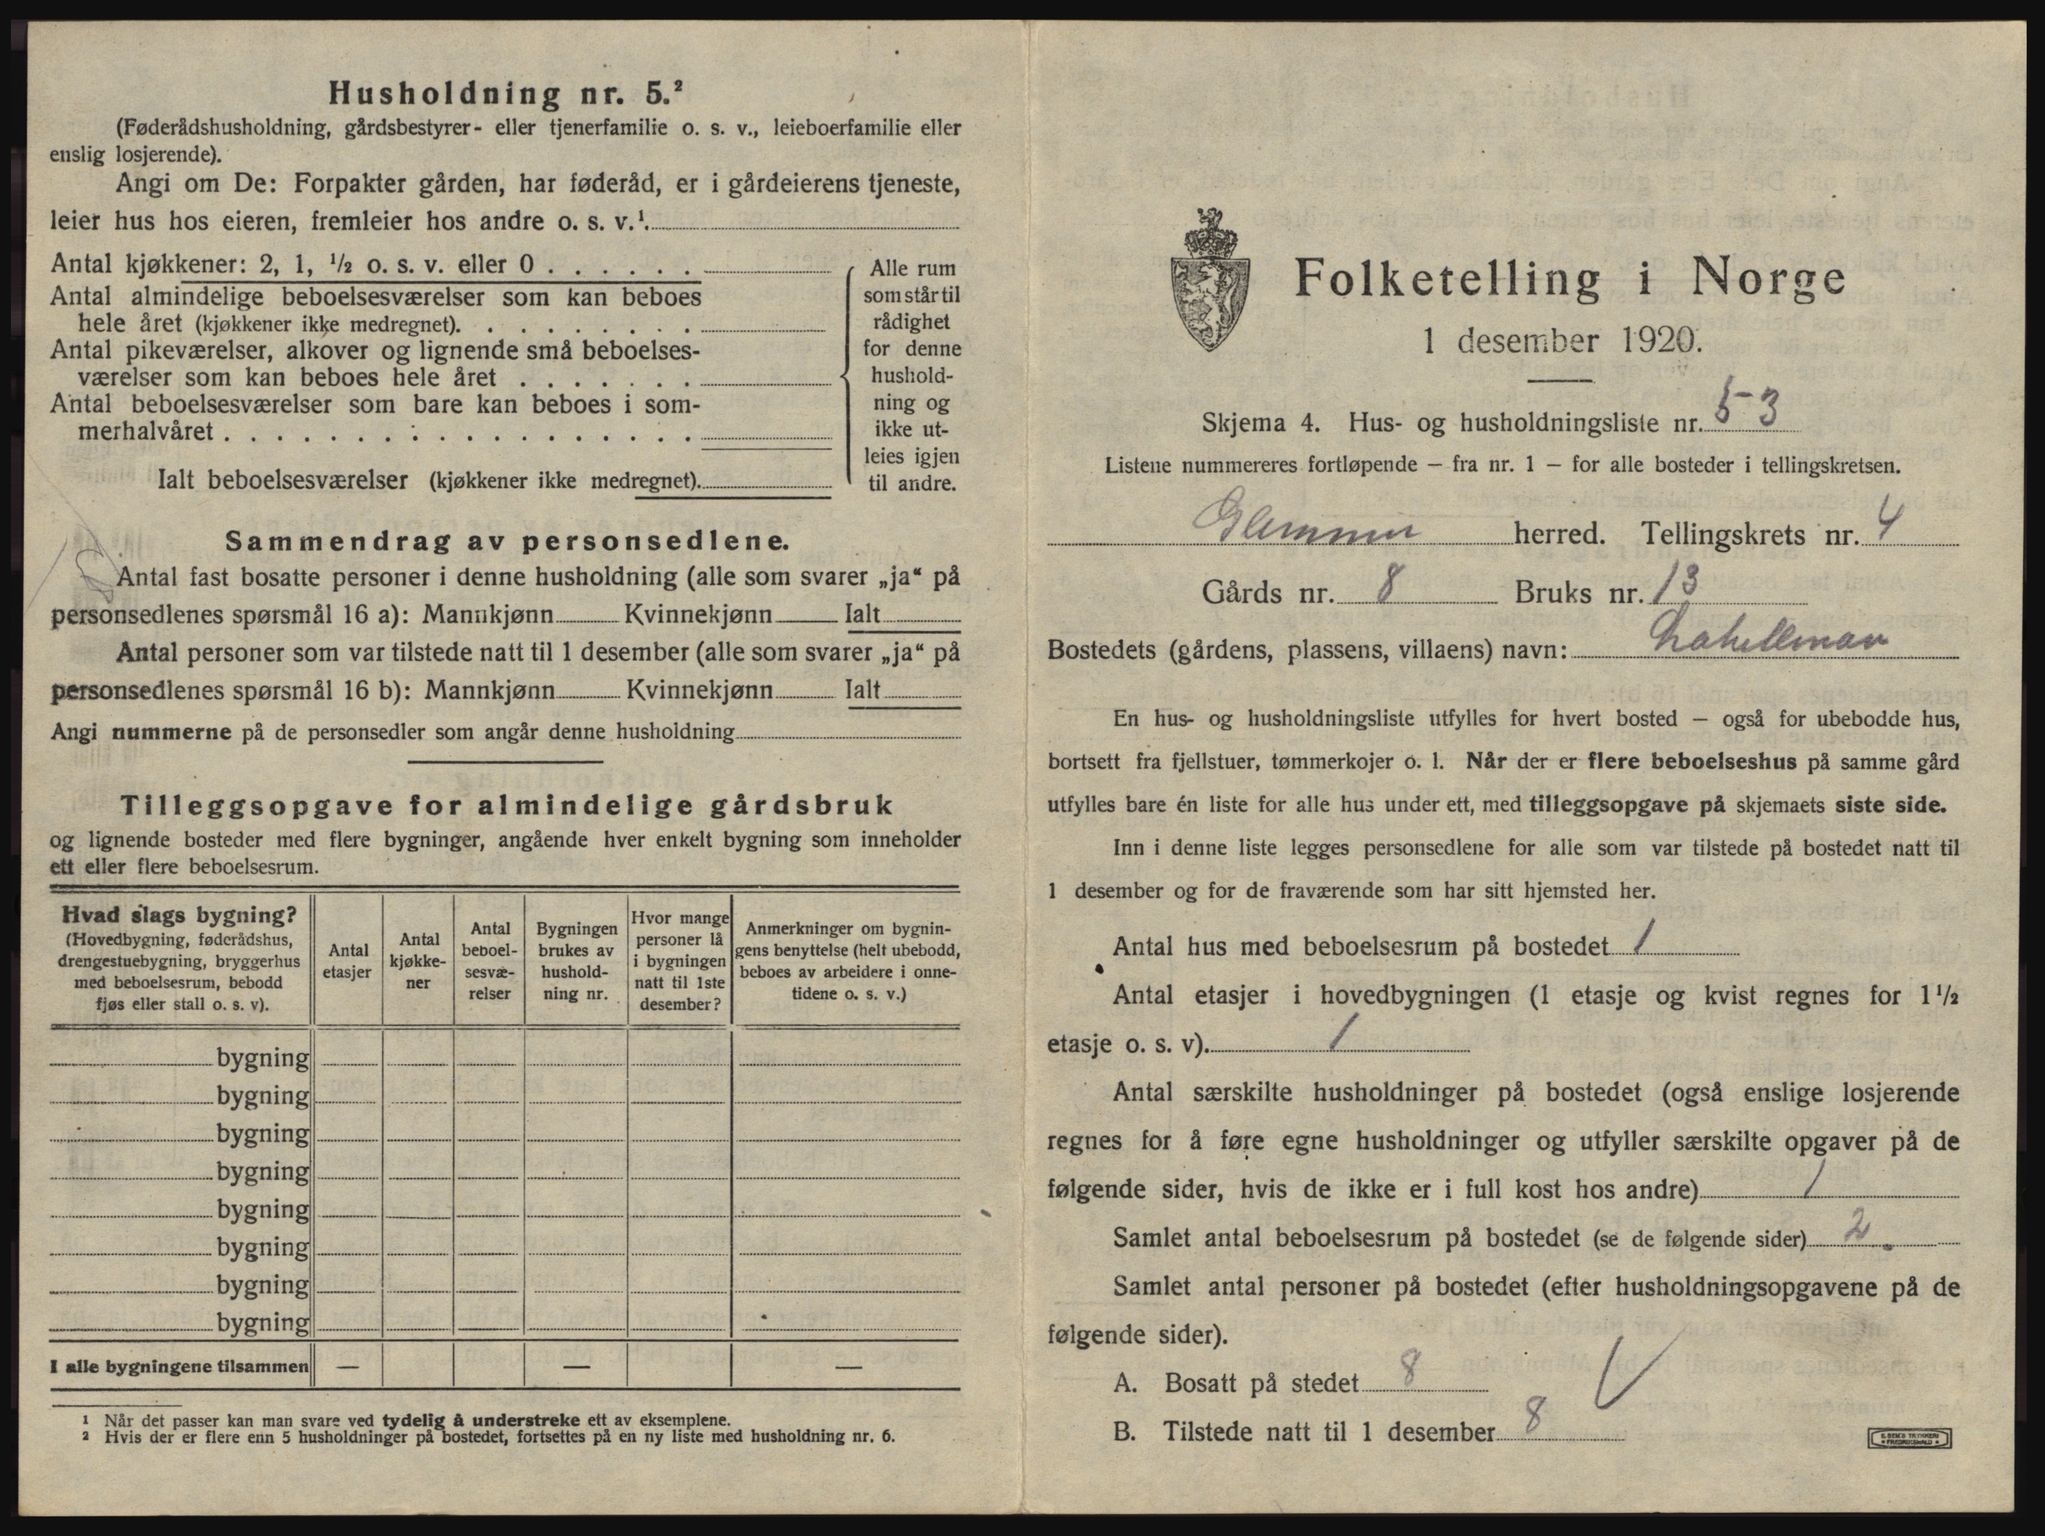 Husholdning nr. 5.²
(Føderådshusholdning, gårdsbestyrer- eller tjenerfamilie o. s. v., leieboerfamilie eller
enslig losjerende).
Angi om De: Forpakter gården, har føderåd, er i gårdeierens tjeneste,
leier hus hos eieren, fremleier hos andre o. s. v.¹.
Antal kjøkkener: 2, 1, ½ o. s. v. eller 0 . . . . . .
Antal almindelige beboelsesværelser som kan beboes
hele året (kjøkkener ikke medregnet). . . . . . . . .
Antal pikeværelser, alkover og lignende små beboelses-
værelser som kan beboes hele året . . . . . . .
Antal beboelsesværelser som bare kan beboes i som-
merhalvåret . . . . . . . . . . . . . . . . . .
Ialt beboelsesværelser (kjøkkener ikke medregnet).
Alle rum
som står til
rådighet
for denne
hushold-
ning og
ikke ut-
leies igjen
til andre.
Sammendrag av personsedlene.
Antal fast bosatte personer i denne husholdning (alle som svarer „ja“ på
personsedlenes spørsmål 16 a): Mannkjønn Kvinnekjønn Ialt
Antal personer som var tilstede natt til 1 desember (alle som svarer „ja“ på
personsedlenes spørsmål 16 b): Mannkjønn Kvinnekjønn Ialt
Angi nummerne på de personsedler som angår denne husholdning
Tilleggsopgave for almindelige gårdsbruk
og lignende bosteder med flere bygninger, angående hver enkelt bygning som inneholder
ett eller flere beboelsesrum.
Hvad slags bygning?
(Hovedbygning, føderådshus,
drengestuebygning, bryggerhus
med beboelsesrum, bebodd
fjøs eller stall o. s. v).
Antal
etasjer
Antal
kjøkke-
ner
Antal
beboel-
sesvæ-
relser
Bygningen
brukes av
hushold-
ning nr.
Hvor mange
personer lå
i bygningen
natt til 1ste
desember?
Anmerkninger om bygnin-
gens benyttelse (helt ubebodd,
beboes av arbeidere i onne-
tidene o. s. v.)
bygning
bygning
bygning
bygning
bygning
bygning
bygning
bygning
I alle bygningene tilsammen — — —
¹ Når det passer kan man svare ved tydelig å understreke ett av eksemplene.
² Hvis der er flere enn 5 husholdninger på bostedet, fortsettes på en ny liste med husholdning nr. 6.
Folketelling i Norge
1 desember 1920.
Skjema 4. Hus- og husholdningsliste nr. 53
Listene nummereres fortløpende — fra nr. 1 — for alle bosteder i tellingskretsen.
Glemmen herred. Tellingskrets nr. 4
Gårds nr. 8 Bruks nr. 13
Bostedets (gårdens, plassens, villaens) navn:
En hus- og husholdningsliste utfylles for hvert bosted — også for ubebodde hus,
bortsett fra fjellstuer, tømmerkojer o. l. Når der er flere beboelseshus på samme gård
utfylles bare én liste for alle hus under ett, med tilleggsopgave på skjemaets siste side.
Inn i denne liste legges personsedlene for alle som var tilstede på bostedet natt til
1 desember og for de fraværende som har sitt hjemsted her.
Antal hus med beboelsesrum på bostedet 1
Antal etasjer i hovedbygningen (1 etasje og kvist regnes for 1½
etasje o. s. v). 1
Antal særskilte husholdninger på bostedet (også enslige losjerende
regnes for å føre egne husholdninger og utfyller særskilte opgaver på de
følgende sider, hvis de ikke er i full kost hos andre) 1
Samlet antal beboelsesrum på bostedet (se de følgende sider) 2.
Samlet antal personer på bostedet (efter husholdningsopgavene på de
følgende sider).
A. Bosatt på stedet 8
B. Tilstede natt til 1 desember 8